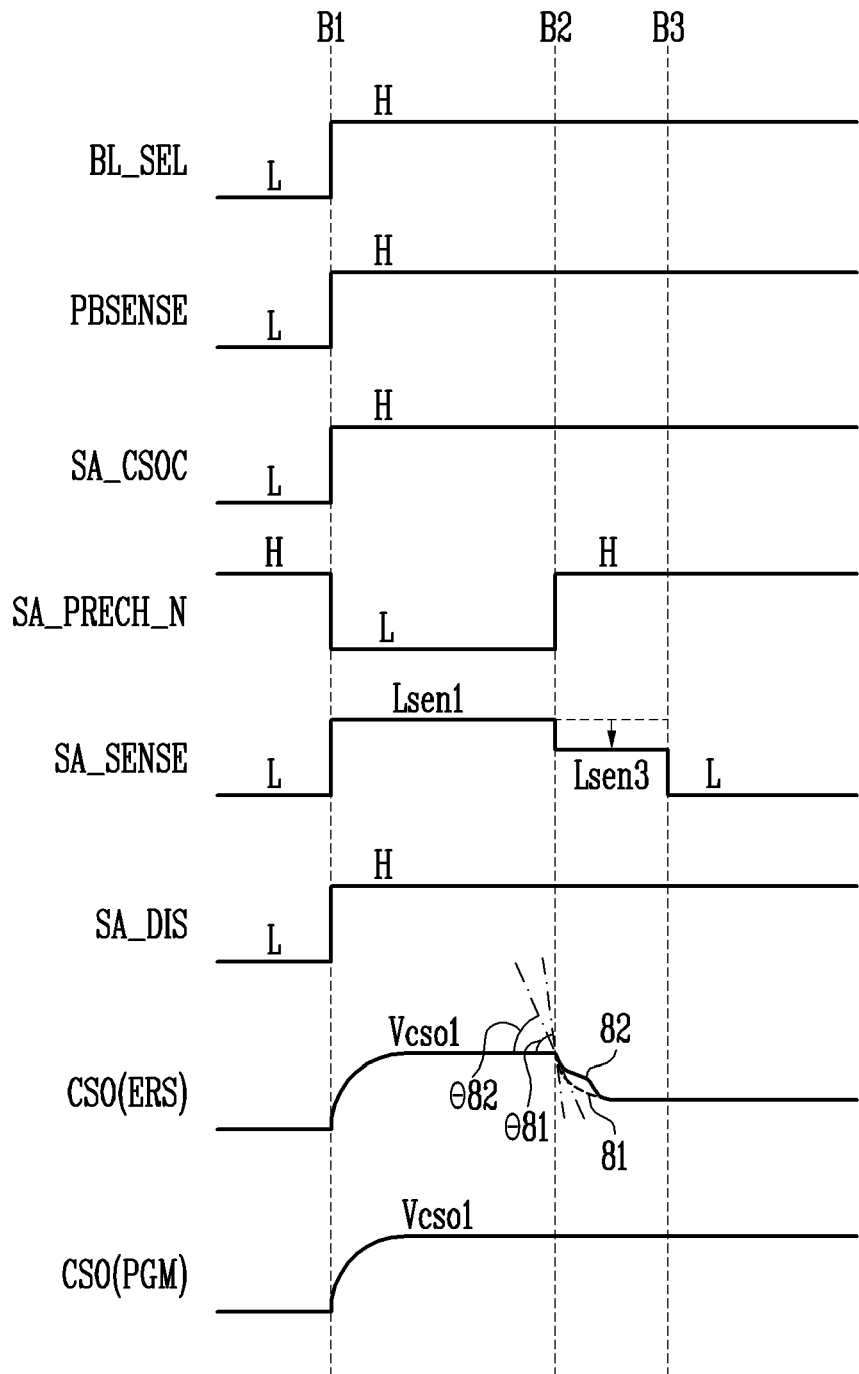 B1 B2 B3
H
BL_SEL
L
H
PBSENSE
L
H
SA_CSOC
L
H H
SA_PRECH_N
L
Lsen1
SA_SENSE
L Lsen3 L
H
SA_DIS
L
Vcso1 82
CSO(ERS)
θ82 θ81 81
Vcso1
CSO(PGM)